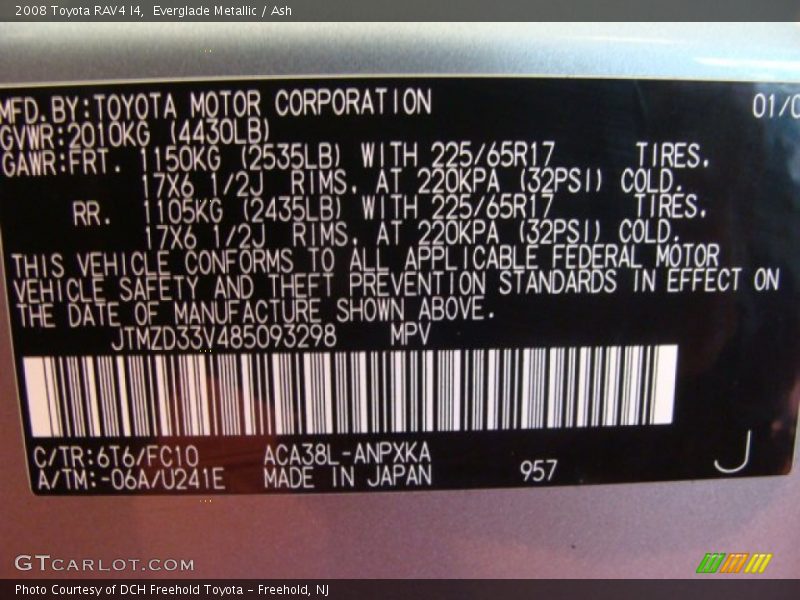 2008 Toyota RAV4 I4,  Everglade Metallic / Ash
MFD.BY:TOYOTA MOTOR CORPORATION 01/0
GVWR:2010KG (4430LB)
GAWR:FRT. 1150KG (2535LB) WITH 225/65R17 TIRES.
17X6 1/2J RIMS. AT 220KPA (32PSI) COLD.
RR. 1105KG (2435LB) WITH 225/65R17 TIRES.
17X6 1/2J RIMS. AT 220KPA (32PSI) COLD.
THIS VEHICLE CONFORMS TO ALL APPLICABLE FEDERAL MOTOR
VEHICLE SAFETY AND THEFT PREVENTION STANDARDS IN EFFECT ON
THE DATE OF MANUFACTURE SHOWN ABOVE.
JTMZD33V485093298 MPV
C/TR:6T6/FC10 ACA38L-ANPXKA
A/TM:-06A/U241E MADE IN JAPAN 957 J
GTCARLOT.COM
Photo Courtesy of DCH Freehold Toyota - Freehold, NJ